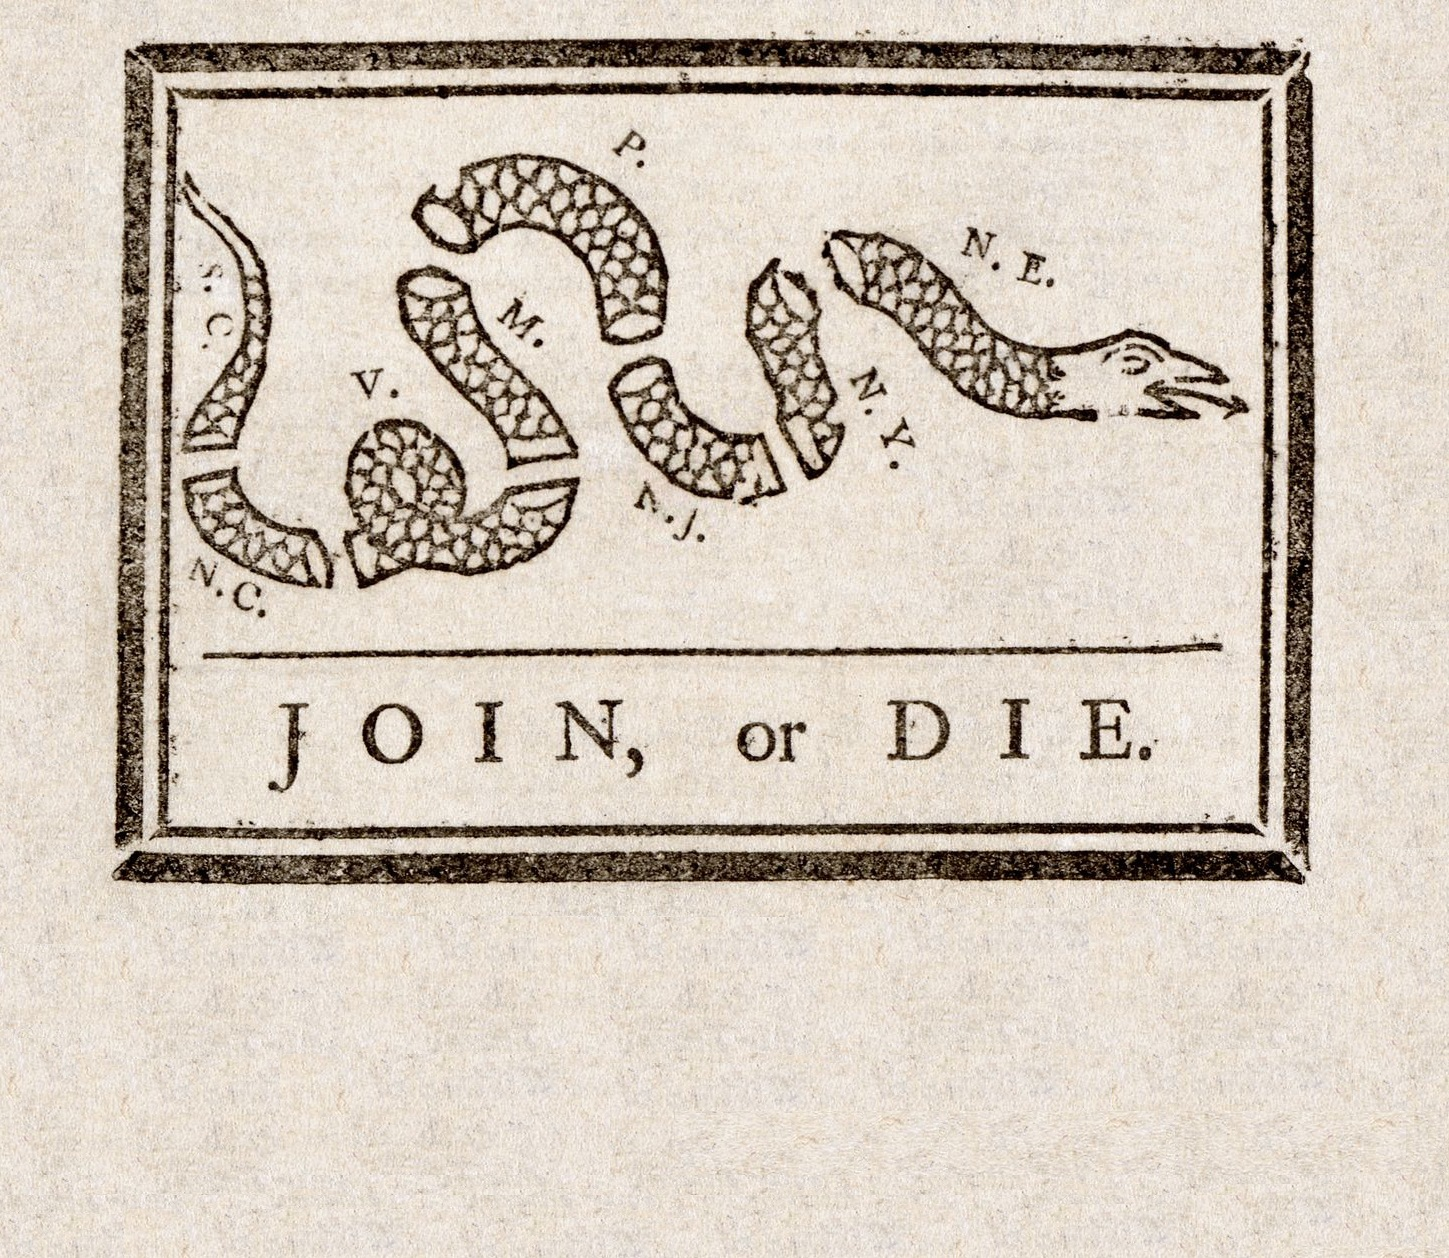 P.
N. E.
S. C.
M.
V.
N. Y.
N. J.
N. C.
JOIN, or DIE.